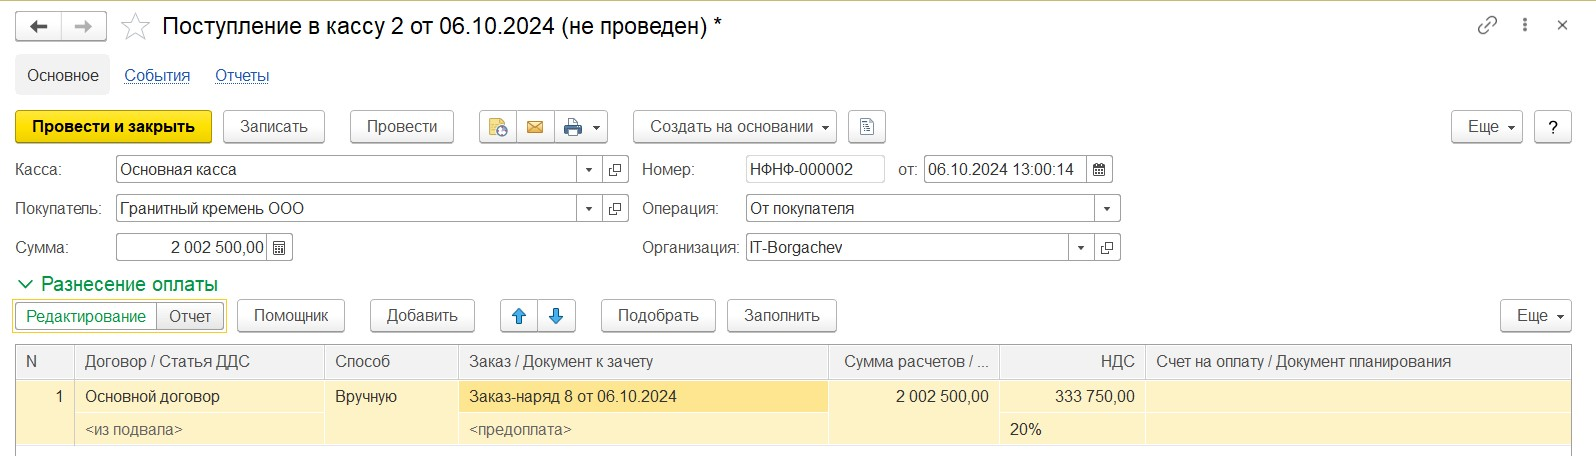 Поступление в кассу 2 от 06.10.2024 (не проведен) *
Основное События Отчеты
Провести и закрыть Записать Провести Создать на основании Еще ?
Касса: Основная касса Номер: НФНФ-000002 от: 06.10.2024 13:00:14
Покупатель: Гранитный кремень ООО Операция: От покупателя
Сумма: 2 002 500,00 Организация: IT-Borgachev
Разнесение оплаты
Редактирование Отчет Помощник Добавить Подобрать Заполнить Еще
N Договор / Статья ДДС Способ Заказ / Документ к зачету Сумма расчетов / ... НДС Счет на оплату / Документ планирования
1 Основной договор Вручную Заказ-наряд 8 от 06.10.2024 2 002 500,00 333 750,00
<из подвала> <предоплата> 20%